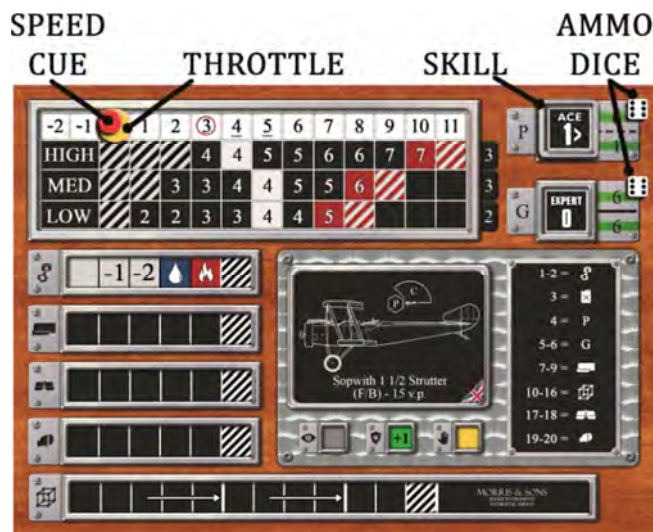 SPEED CUE
THROTTLE
SKILL
AMMO DICE
-2 -1 1 2 3 4 5 6 7 8 9 10 11
HIGH 4 4 5 5 6 6 7 7 3
MED 3 3 4 5 4 5 5 6 3
LOW 2 2 3 3 4 4 5 2
P ACE 1>
G EXPERT 0 6 6
-1 -2
P C
Sopwith 1 1/2 Strutter
(F/B) - 15 v.p.
+1
1-2 =
3 =
4 = P
5-6 = G
7-9 =
10-16 =
17-18 =
19-20 =
MORRIS & SONS